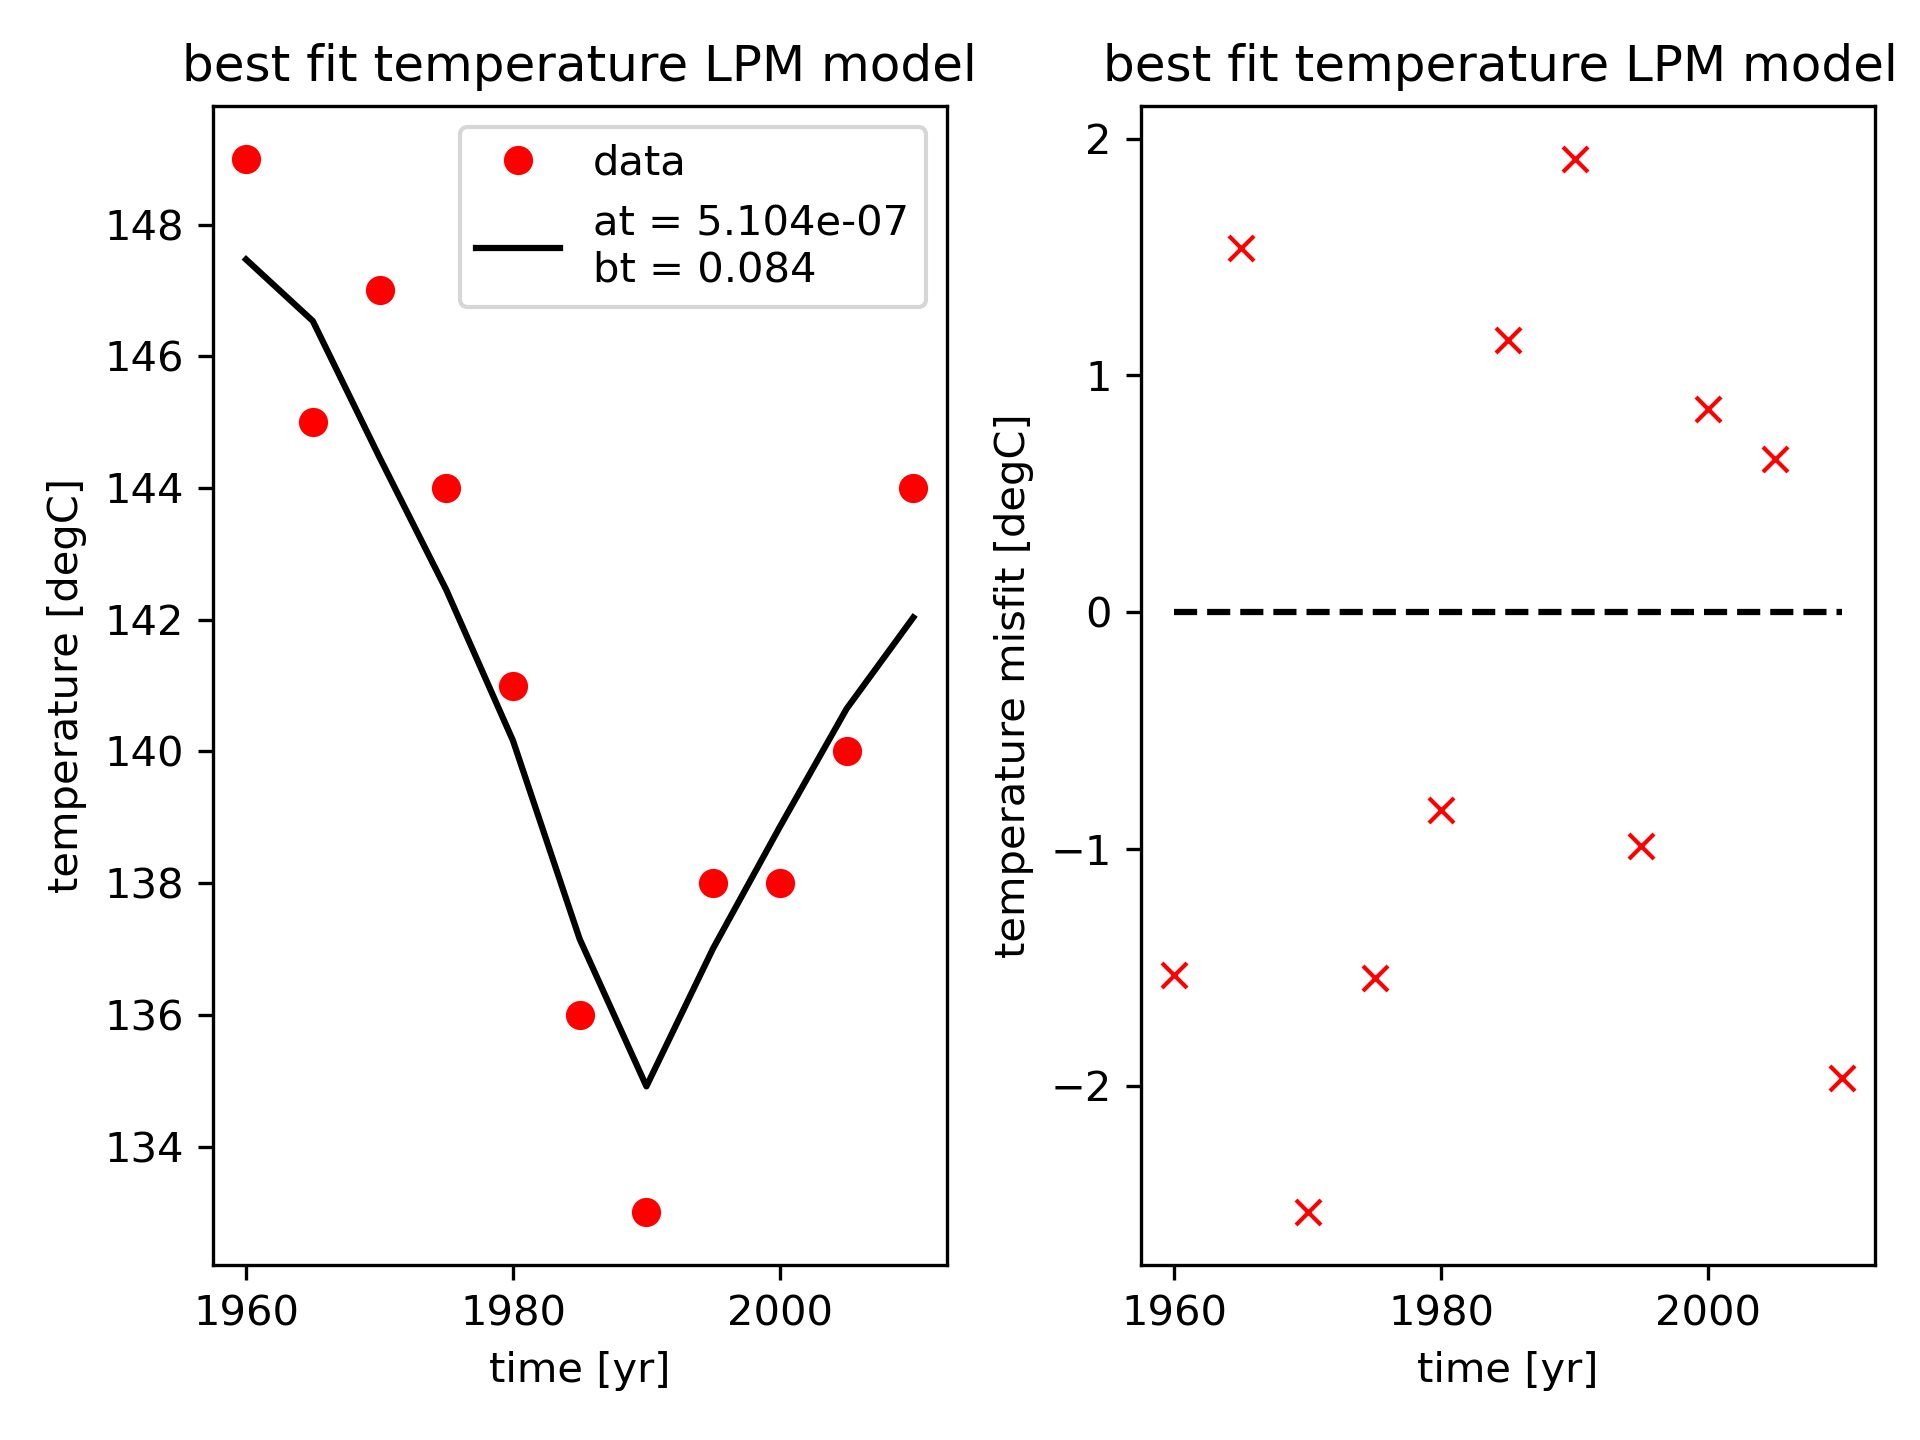 best fit temperature LPM model
data
at = 5.104e-07
bt = 0.084
148
146
144
142
140
138
136
134
temperature [degC]
1960
1980
2000
time [yr]
best fit temperature LPM model
2
1
0
−1
−2
temperature misfit [degC]
1960
1980
2000
time [yr]